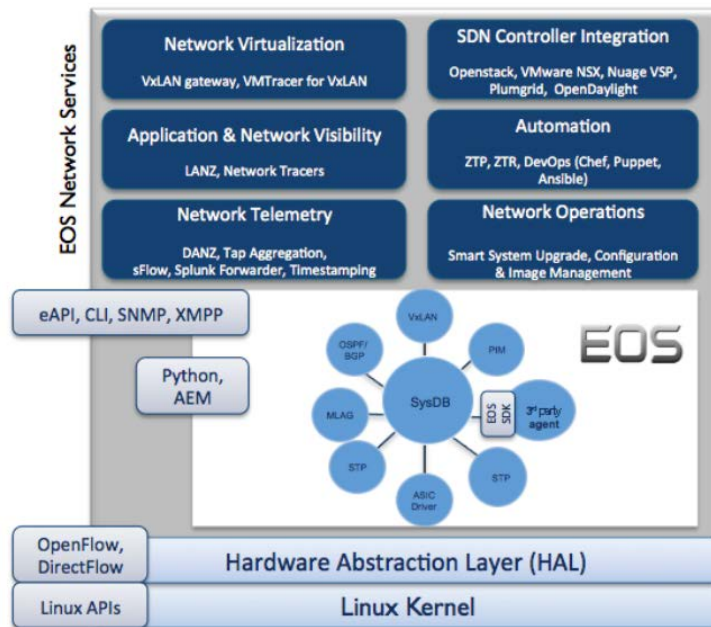 EOS Network Services
Network Virtualization
VxLAN gateway, VMTracer for VxLAN
SDN Controller Integration
Openstack, VMware NSX, Nuage VSP,
Plumgrid, OpenDaylight
Application & Network Visibility
LANZ, Network Tracers
Automation
ZTP, ZTR, DevOps (Chef, Puppet,
Ansible)
Network Telemetry
DANZ, Tap Aggregation,
sFlow, Splunk Forwarder, Timestamping
Network Operations
Smart System Upgrade, Configuration
& Image Management
eAPI, CLI, SNMP, XMPP
Python,
AEM
VxLAN
OSPF/
BGP
PIM
EOS
SysDB
MLAG
EOS
SDK
3rd party
agent
STP
STP
ASIC
Driver
OpenFlow,
DirectFlow
Hardware Abstraction Layer (HAL)
Linux APIs
Linux Kernel